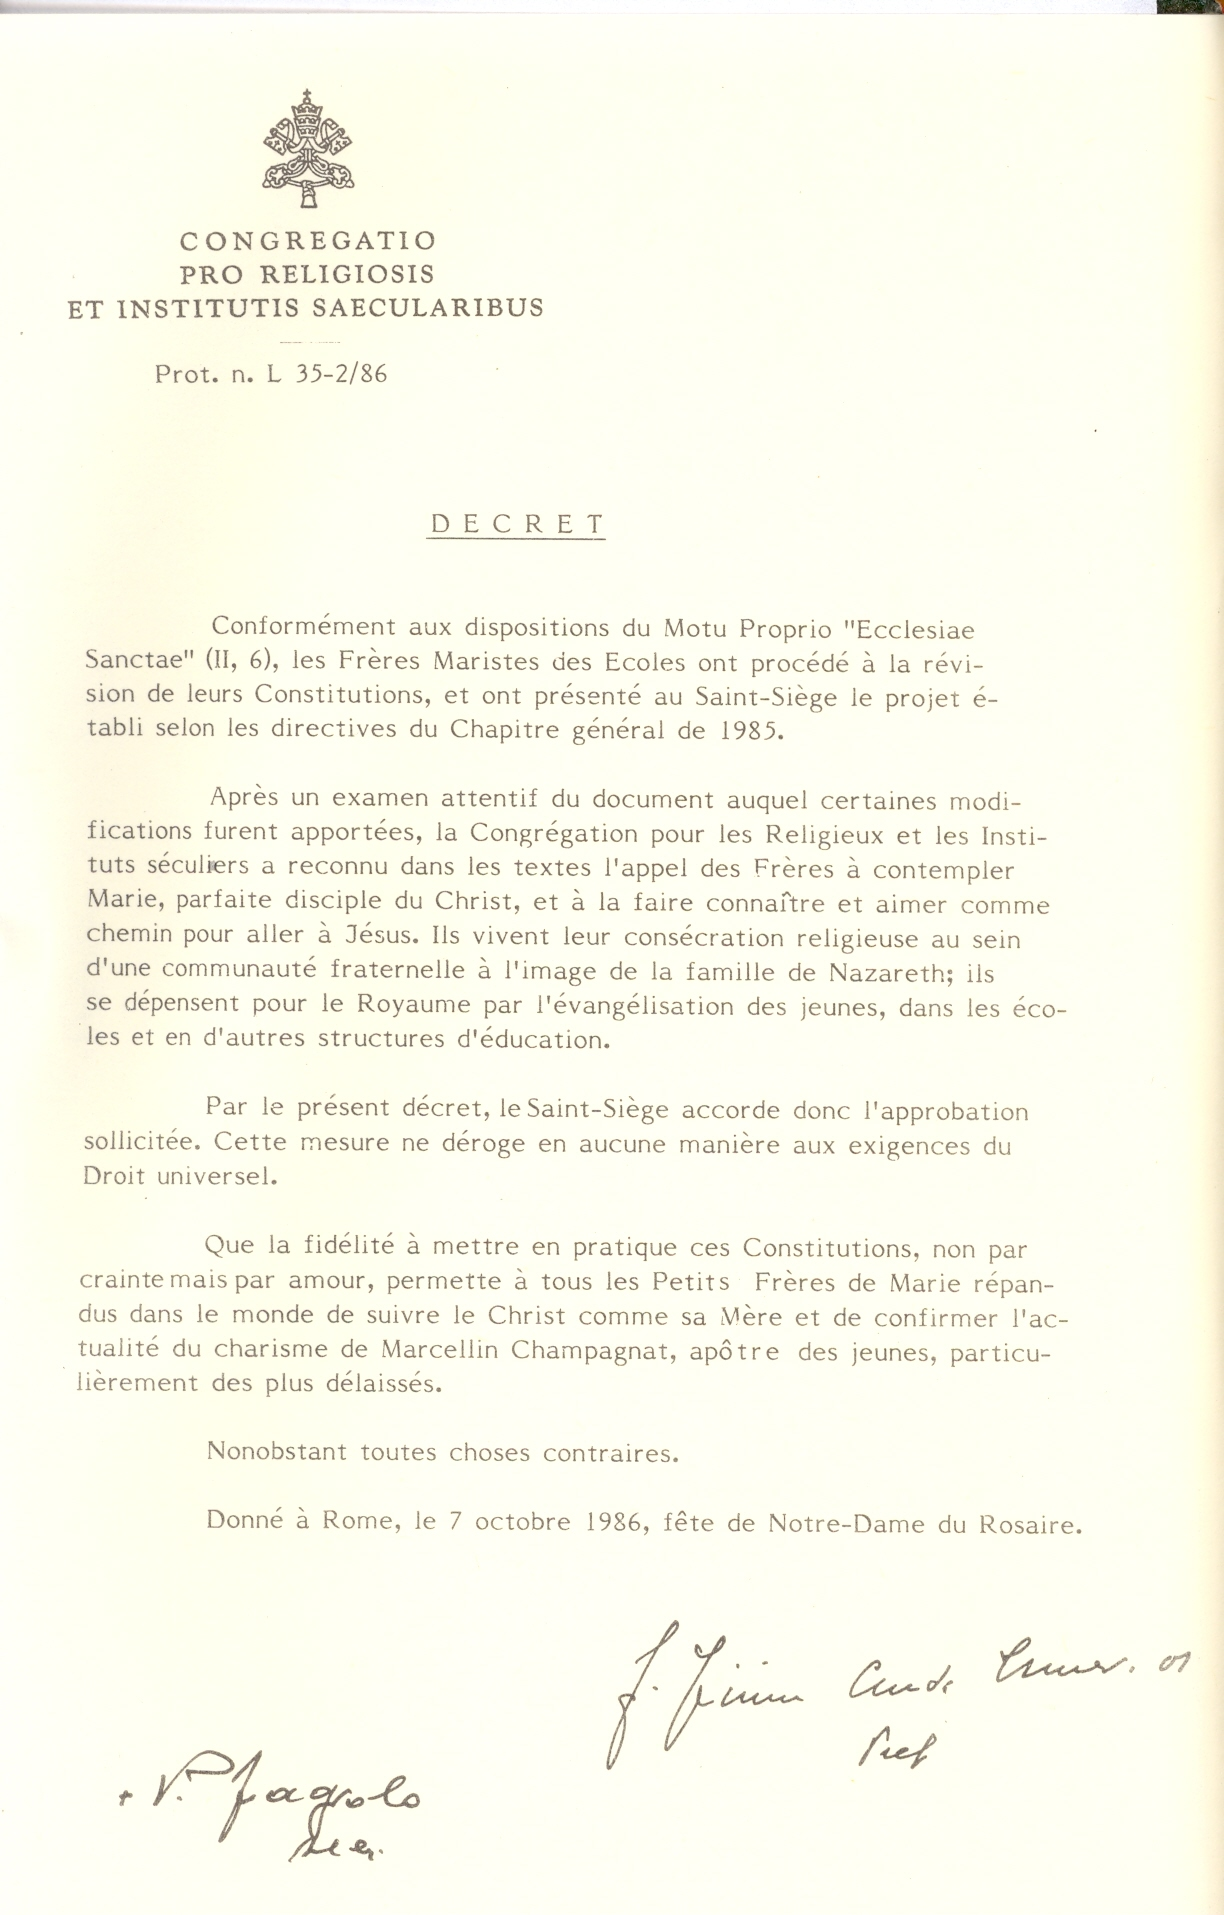 CONGREGATIO
PRO RELIGIOSIS
ET INSTITUTIS SAECULARIBUS
Prot. n. L 35-2/86
D E C R E T
Conformément aux dispositions du Motu Proprio "Ecclesiae
Sanctae" (II, 6), les Frères Maristes des Ecoles ont procédé à la révi-
sion de leurs Constitutions, et ont présenté au Saint-Siège le projet é-
tabli selon les directives du Chapitre général de 1985.
Après un examen attentif du document auquel certaines modi-
fications furent apportées, la Congrégation pour les Religieux et les Insti-
tuts séculiers a reconnu dans les textes l'appel des Frères à contempler
Marie, parfaite disciple du Christ, et à la faire connaître et aimer comme
chemin pour aller à Jésus. Ils vivent leur consécration religieuse au sein
d'une communauté fraternelle à l'image de la famille de Nazareth; ils
se dépensent pour le Royaume par l'évangélisation des jeunes, dans les éco-
les et en d'autres structures d'éducation.
Par le présent décret, le Saint-Siège accorde donc l'approbation
sollicitée. Cette mesure ne déroge en aucune manière aux exigences du
Droit universel.
Que la fidélité à mettre en pratique ces Constitutions, non par
crainte mais par amour, permette à tous les Petits Frères de Marie répan-
dus dans le monde de suivre le Christ comme sa Mère et de confirmer l'ac-
tualité du charisme de Marcellin Champagnat, apôtre des jeunes, particu-
lièrement des plus délaissés.
Nonobstant toutes choses contraires.
Donné à Rome, le 7 octobre 1986, fête de Notre-Dame du Rosaire.
Pref
+ V. Fagiolo